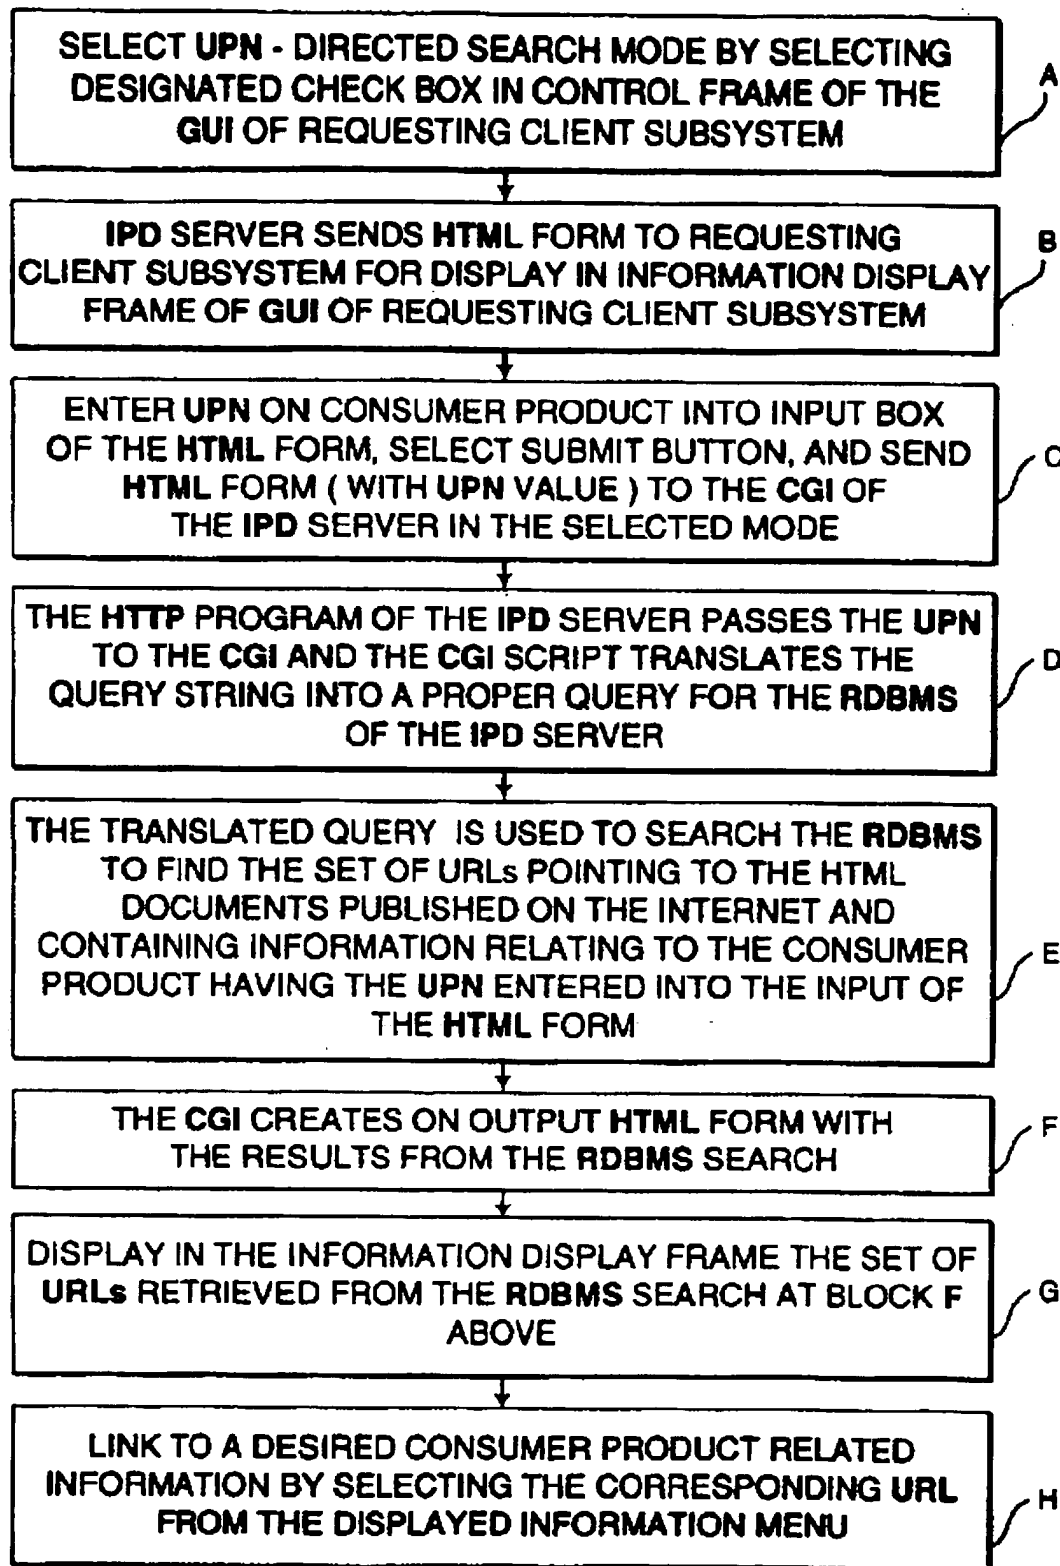 SELECT UPN - DIRECTED SEARCH MODE BY SELECTING
DESIGNATED CHECK BOX IN CONTROL FRAME OF THE
GUI OF REQUESTING CLIENT SUBSYSTEM
A
IPD SERVER SENDS HTML FORM TO REQUESTING
CLIENT SUBSYSTEM FOR DISPLAY IN INFORMATION DISPLAY
FRAME OF GUI OF REQUESTING CLIENT SUBSYSTEM
B
ENTER UPN ON CONSUMER PRODUCT INTO INPUT BOX
OF THE HTML FORM, SELECT SUBMIT BUTTON, AND SEND
HTML FORM ( WITH UPN VALUE ) TO THE CGI OF
THE IPD SERVER IN THE SELECTED MODE
C
THE HTTP PROGRAM OF THE IPD SERVER PASSES THE UPN
TO THE CGI AND THE CGI SCRIPT TRANSLATES THE
QUERY STRING INTO A PROPER QUERY FOR THE RDBMS
OF THE IPD SERVER
D
THE TRANSLATED QUERY IS USED TO SEARCH THE RDBMS
TO FIND THE SET OF URLs POINTING TO THE HTML
DOCUMENTS PUBLISHED ON THE INTERNET AND
CONTAINING INFORMATION RELATING TO THE CONSUMER
PRODUCT HAVING THE UPN ENTERED INTO THE INPUT OF
THE HTML FORM
E
THE CGI CREATES ON OUTPUT HTML FORM WITH
THE RESULTS FROM THE RDBMS SEARCH
F
DISPLAY IN THE INFORMATION DISPLAY FRAME THE SET OF
URLs RETRIEVED FROM THE RDBMS SEARCH AT BLOCK F
ABOVE
G
LINK TO A DESIRED CONSUMER PRODUCT RELATED
INFORMATION BY SELECTING THE CORRESPONDING URL
FROM THE DISPLAYED INFORMATION MENU
H